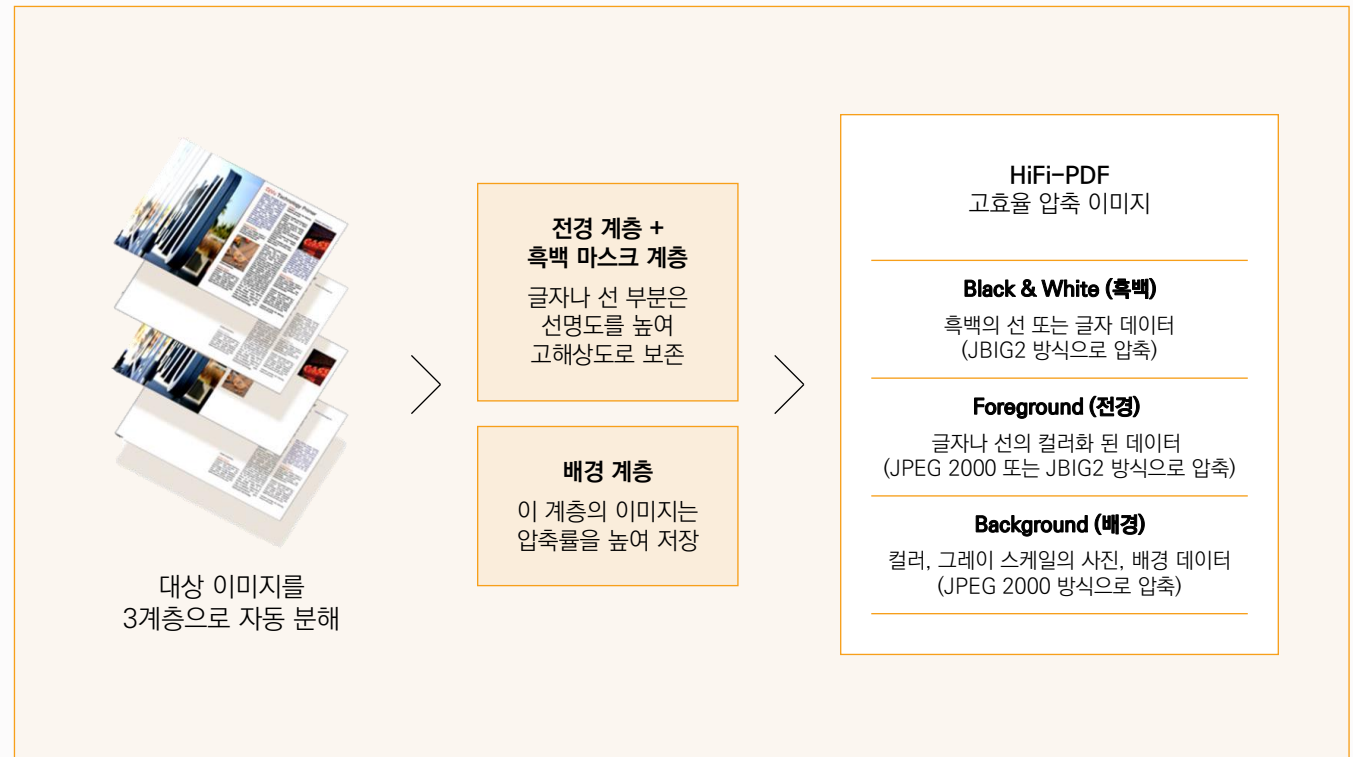 대상 이미지를
3계층으로 자동 분해
전경 계층 +
흑백 마스크 계층
글자나 선 부분은
선명도를 높여
고해상도로 보존
배경 계층
이 계층의 이미지는
압축률을 높여 저장
HiFi-PDF
고효율 압축 이미지
Black & White (흑백)
흑백의 선 또는 글자 데이터
(JBIG2 방식으로 압축)
Foreground (전경)
글자나 선의 컬러화 된 데이터
(JPEG 2000 또는 JBIG2 방식으로 압축)
Background (배경)
컬러, 그레이 스케일의 사진, 배경 데이터
(JPEG 2000 방식으로 압축)